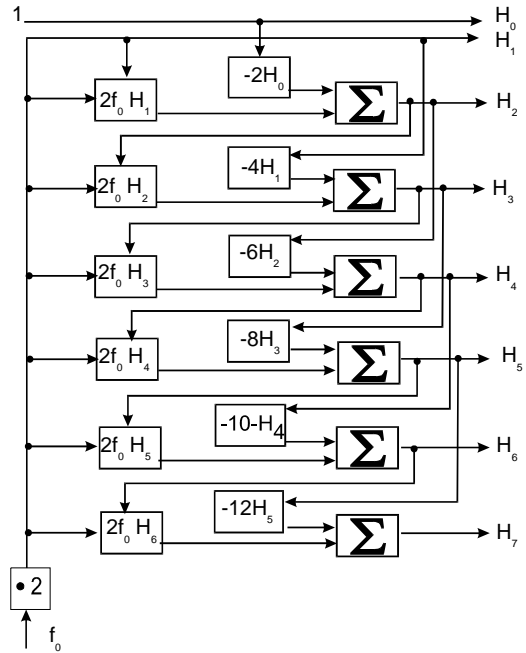 1 H₀
H₁
-2H₀
2f₀ H₁ Σ H₂
-4H₁
2f₀ H₂ Σ H₃
-6H₂
2f₀ H₃ Σ H₄
-8H₃
2f₀ H₄ Σ H₅
-10-H₄
2f₀ H₅ Σ H₆
-12H₅
2f₀ H₆ Σ H₇
• 2
f₀